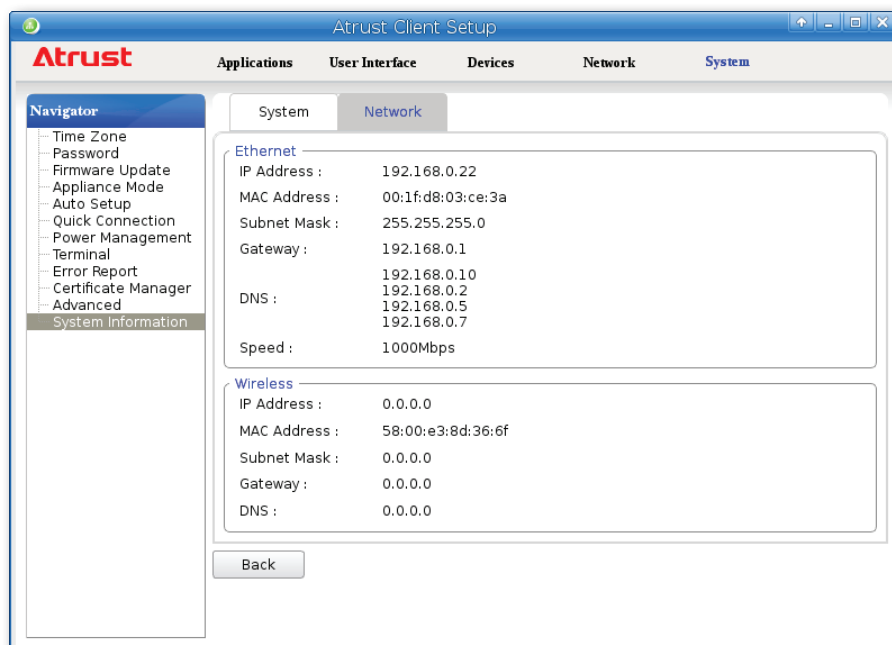 Atrust Client Setup
Atrust
Applications User Interface Devices Network System
Navigator
Time Zone
Password
Firmware Update
Appliance Mode
Auto Setup
Quick Connection
Power Management
Terminal
Error Report
Certificate Manager
Advanced
System Information
System Network
Ethernet
IP Address : 192.168.0.22
MAC Address : 00:1f:d8:03:ce:3a
Subnet Mask : 255.255.255.0
Gateway : 192.168.0.1
DNS : 192.168.0.10
192.168.0.2
192.168.0.5
192.168.0.7
Speed : 1000Mbps
Wireless
IP Address : 0.0.0.0
MAC Address : 58:00:e3:8d:36:6f
Subnet Mask : 0.0.0.0
Gateway : 0.0.0.0
DNS : 0.0.0.0
Back